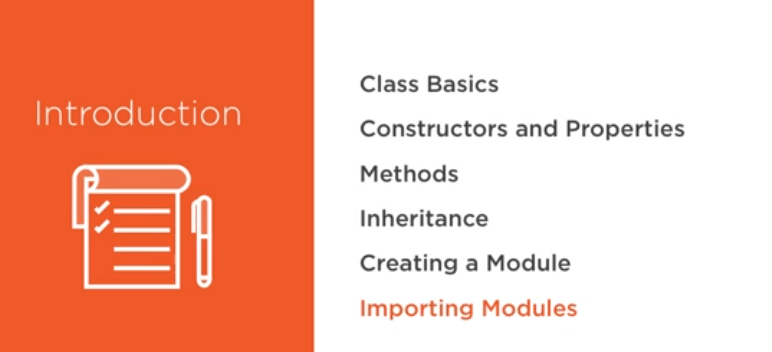 Introduction
Class Basics
Constructors and Properties
Methods
Inheritance
Creating a Module
Importing Modules